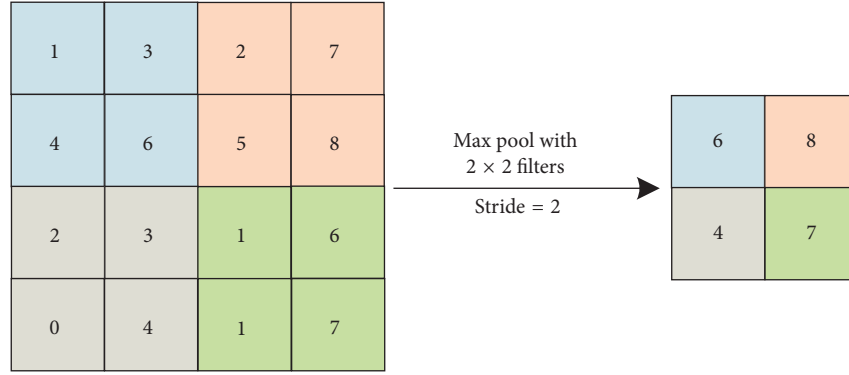 1 3 2 7
4 6 5 8
2 3 1 6
0 4 1 7
Max pool with
2 × 2 filters
Stride = 2
6 8
4 7